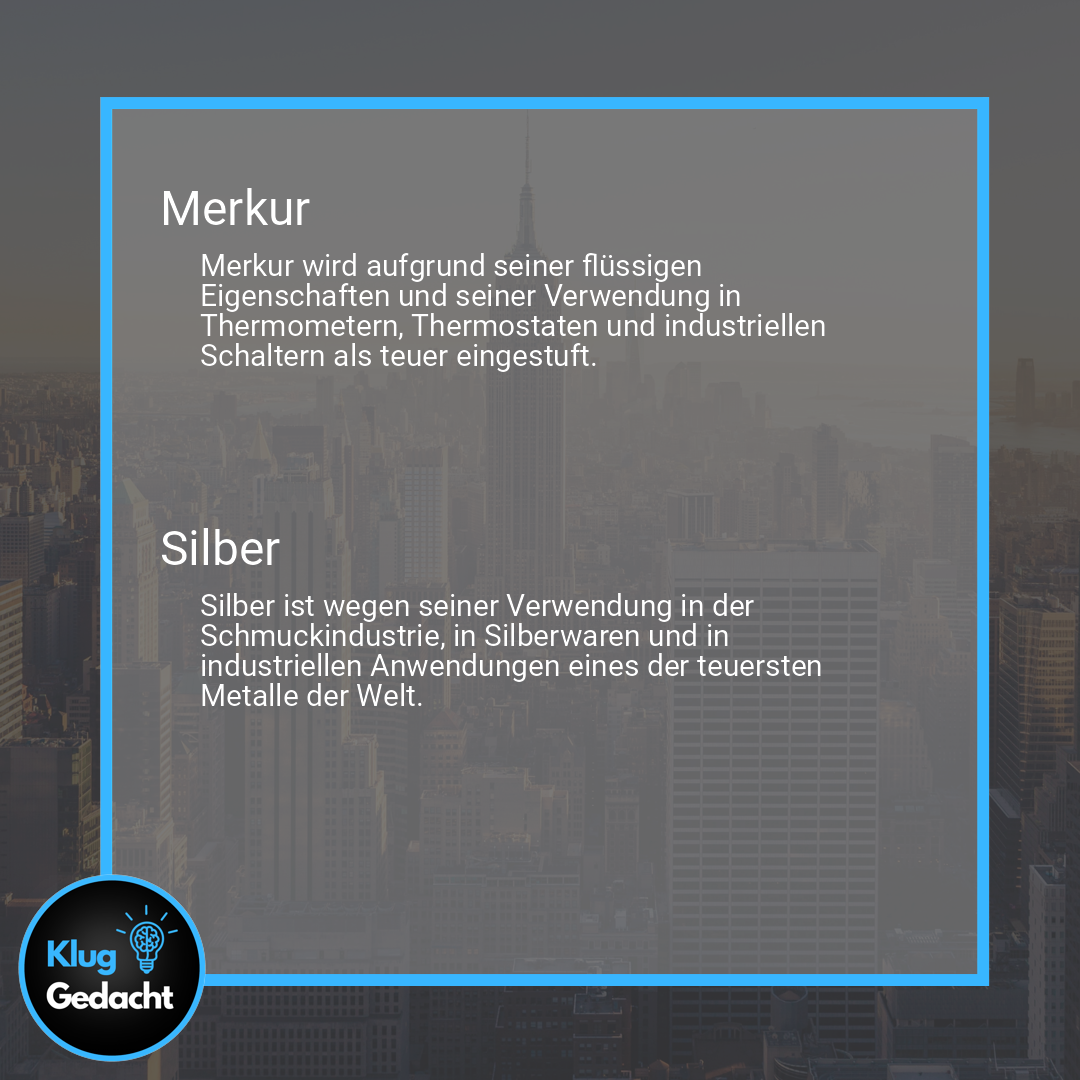 Merkur
Merkur wird aufgrund seiner flüssigen
Eigenschaften und seiner Verwendung in
Thermometern, Thermostaten und industriellen
Schaltern als teuer eingestuft.
Silber
Silber ist wegen seiner Verwendung in der
Schmuckindustrie, in Silberwaren und in
industriellen Anwendungen eines der teuersten
Metalle der Welt.
Klug
Gedacht